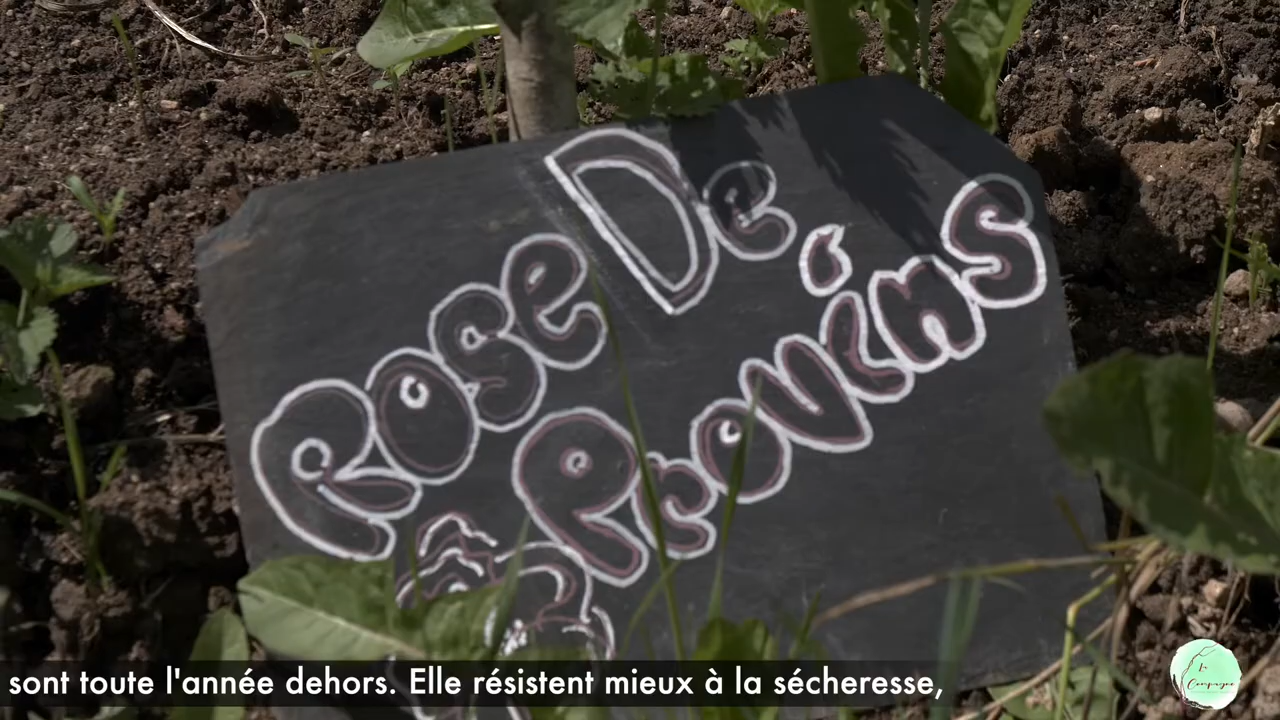 Rose De
Provins
sont toute l'année dehors. Elle résistent mieux à la sécheresse,